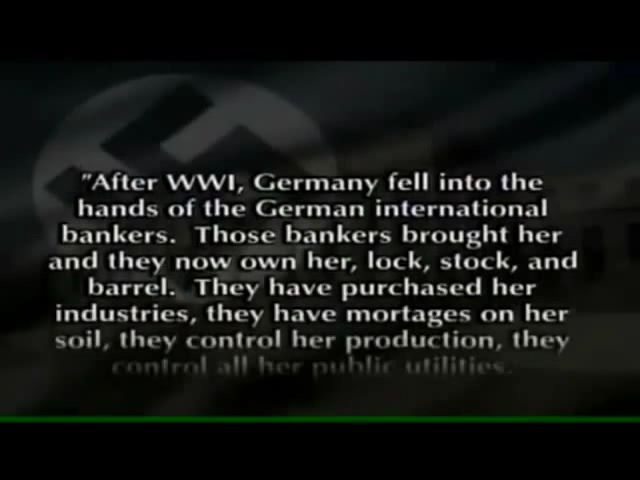 "After WWI, Germany fell into the
hands of the German international
bankers. Those bankers brought her
and they now own her, lock, stock, and
barrel. They have purchased her
industries, they have mortages on her
soil, they control her production, they
control all her public utilities.